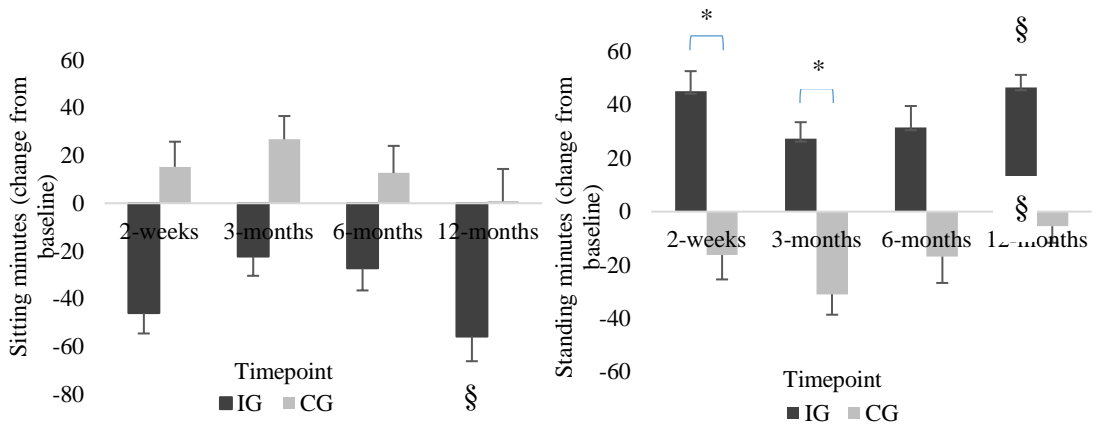 Sitting minutes (change from
baseline)
60
40
20
0
-20
-40
-60
-80
2-weeks
3-months
6-months
12-months
§
Timepoint
IG
CG
Standing minutes (change from
baseline)
60
40
20
0
-20
-40
-60
*
*
§
§
2-weeks
3-months
6-months
12-months
Timepoint
IG
CG